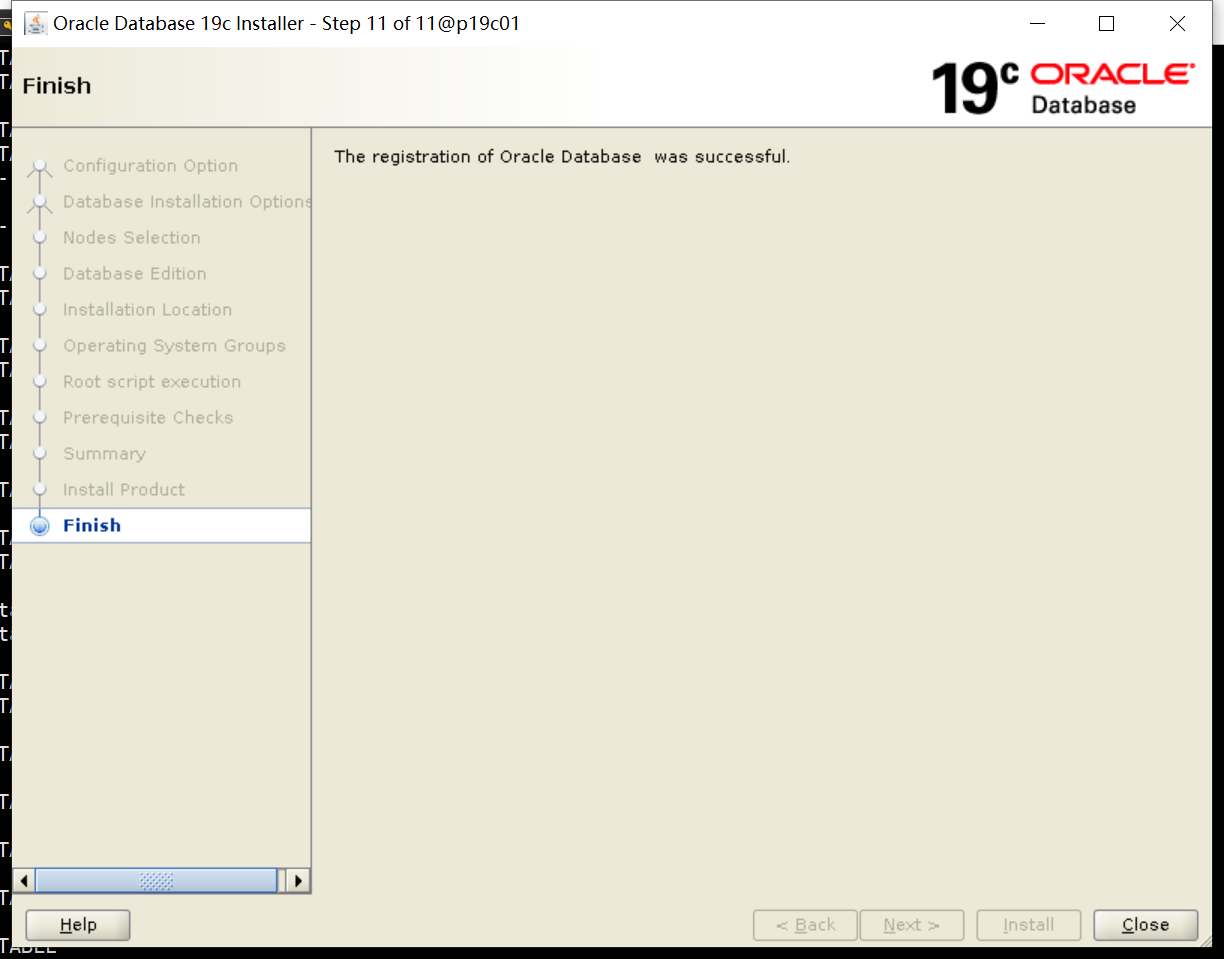 Oracle Database 19c Installer - Step 11 of 11@p19c01
Finish
19c ORACLE
Database
Configuration Option
Database Installation Options
Nodes Selection
Database Edition
Installation Location
Operating System Groups
Root script execution
Prerequisite Checks
Summary
Install Product
Finish
The registration of Oracle Database  was successful.
Help
< Back
Next >
Install
Close